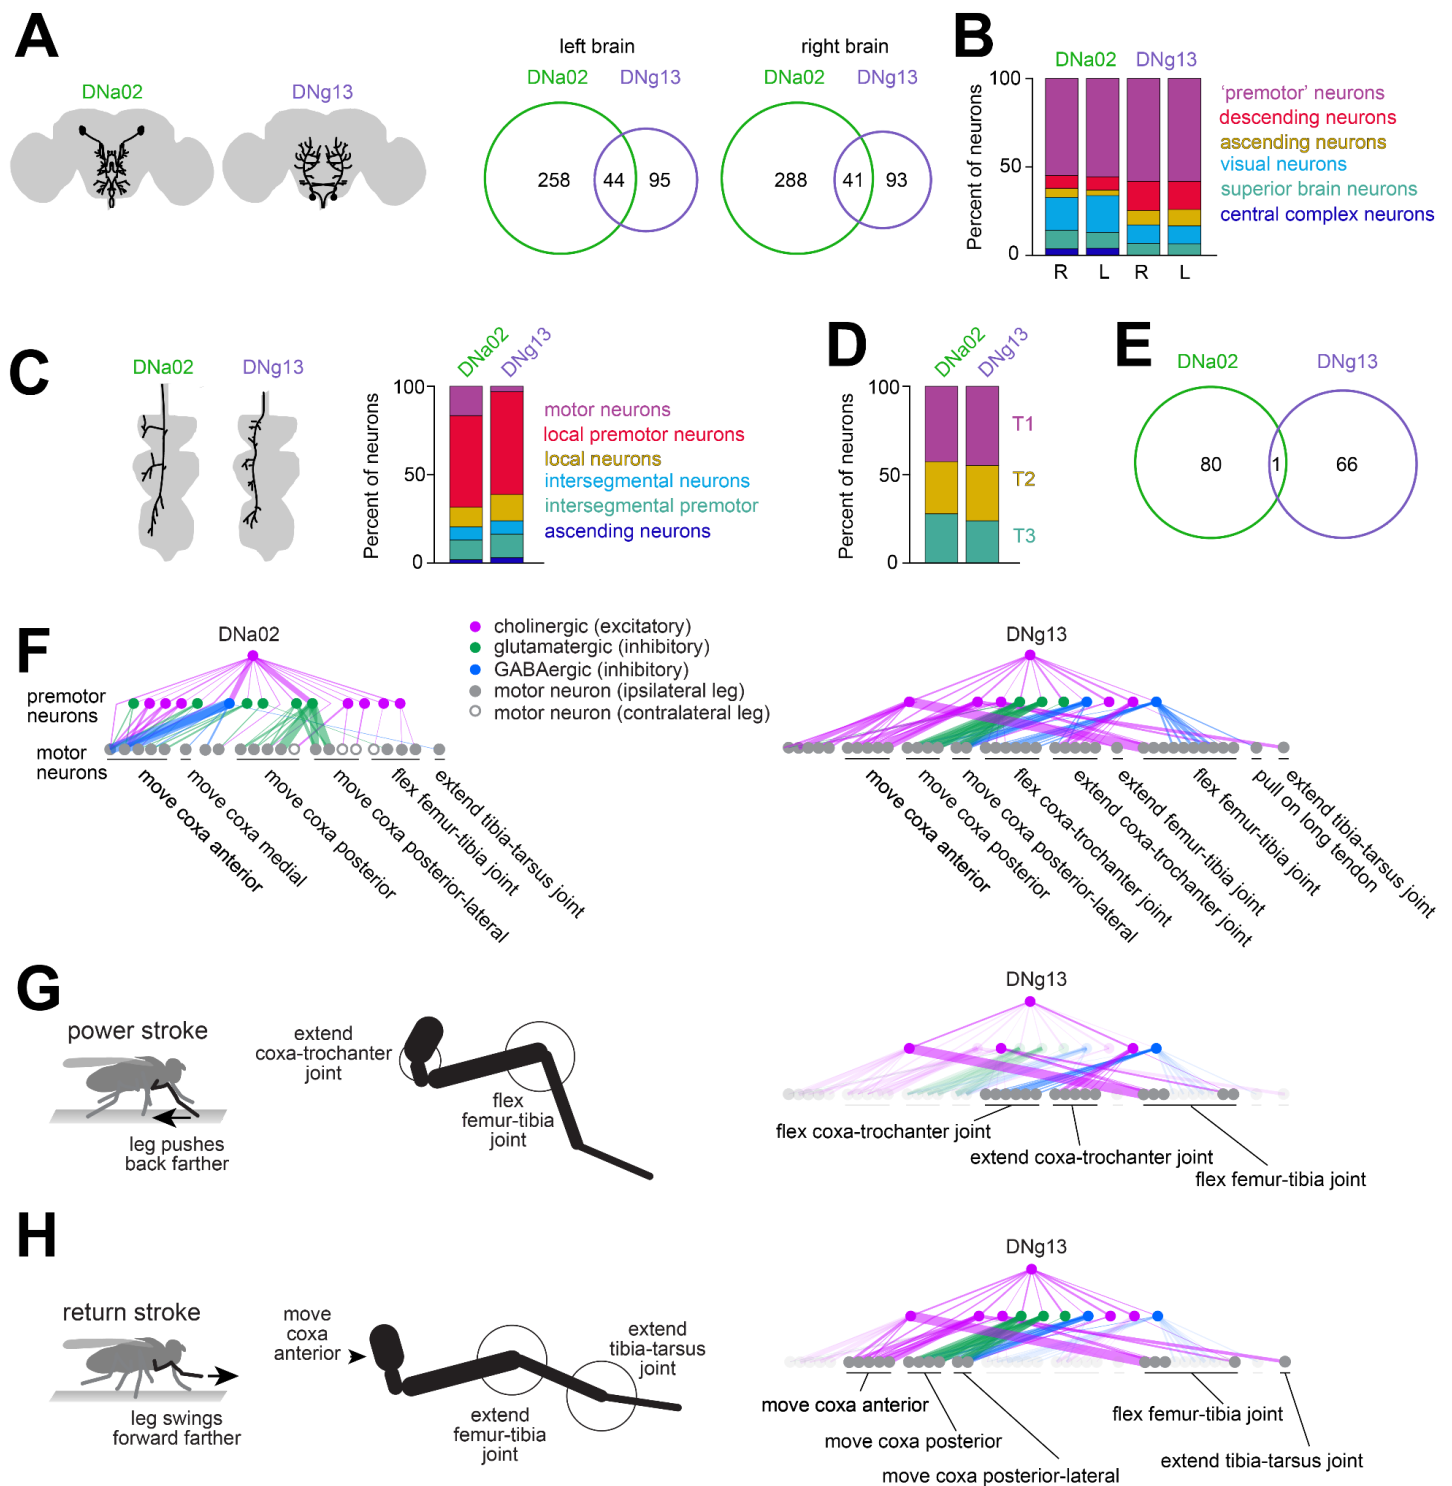 A
DNa02
DNg13
left brain
DNa02
DNg13
258
44
95
right brain
DNa02
DNg13
288
41
93
B
DNa02 DNg13
Percent of neurons
100
50
0
R L R L
'premotor' neurons
descending neurons
ascending neurons
visual neurons
superior brain neurons
central complex neurons
C
DNa02
DNg13
DNa02
DNg13
Percent of neurons
100
50
0
motor neurons
local premotor neurons
local neurons
intersegmental neurons
intersegmental premotor
ascending neurons
D
DNa02
DNg13
Percent of neurons
100
50
0
T1
T2
T3
E
DNa02
DNg13
80
1
66
F
DNa02
premotor
neurons
motor
neurons
move coxa anterior
move coxa medial
move coxa posterior
move coxa posterior-lateral
flex femur-tibia joint
extend tibia-tarsus joint
cholinergic (excitatory)
glutamatergic (inhibitory)
GABAergic (inhibitory)
motor neuron (ipsilateral leg)
motor neuron (contralateral leg)
DNg13
move coxa anterior
move coxa posterior
move coxa posterior-lateral
flex coxa-trochanter joint
extend coxa-trochanter joint
extend femur-tibia joint
flex femur-tibia joint
pull on long tendon
extend tibia-tarsus joint
G
power stroke
leg pushes
back farther
extend
coxa-trochanter
joint
flex
femur-tibia
joint
DNg13
flex coxa-trochanter joint
extend coxa-trochanter joint
flex femur-tibia joint
H
return stroke
leg swings
forward farther
move
coxa
anterior
extend
femur-tibia
joint
extend
tibia-tarsus
joint
DNg13
move coxa anterior
move coxa posterior
move coxa posterior-lateral
flex femur-tibia joint
extend tibia-tarsus joint